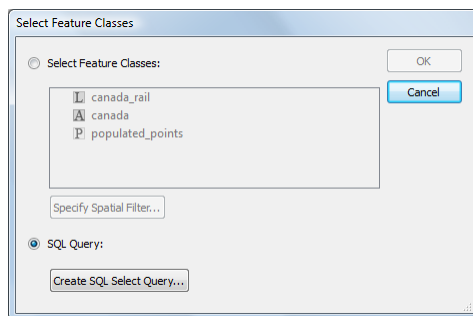 Select Feature Classes
Select Feature Classes:
OK
Cancel
L canada_rail
A canada
P populated_points
Specify Spatial Filter...
SQL Query:
Create SQL Select Query...